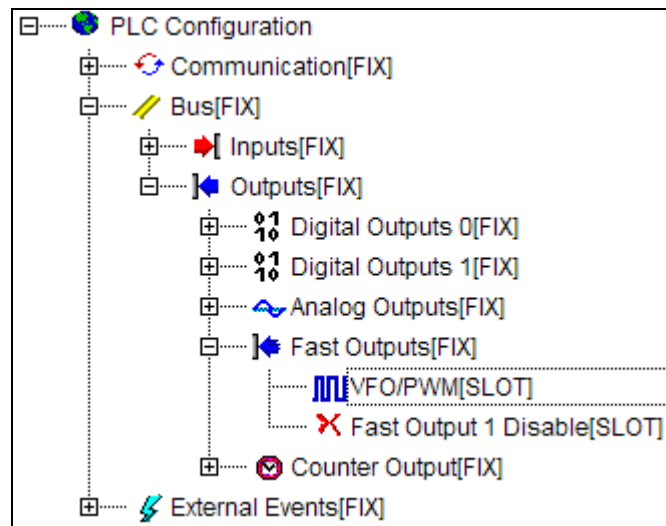 PLC Configuration
Communication[FIX]
Bus[FIX]
Inputs[FIX]
Outputs[FIX]
Digital Outputs 0[FIX]
Digital Outputs 1[FIX]
Analog Outputs[FIX]
Fast Outputs[FIX]
VFO/PWM[SLOT]
Fast Output 1 Disable[SLOT]
Counter Output[FIX]
External Events[FIX]